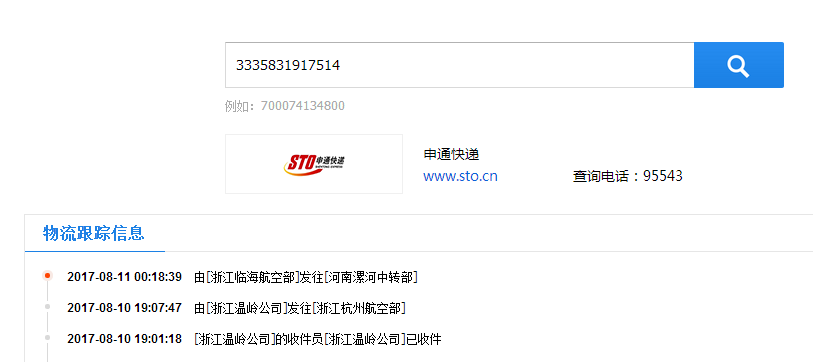 3335831917514
例如：700074134800
STO 申通快递
申通快递
www.sto.cn 查询电话：95543
物流跟踪信息
2017-08-11 00:18:39 由[浙江临海航空部]发往[河南漯河中转部]
2017-08-10 19:07:47 由[浙江温岭公司]发往[浙江杭州航空部]
2017-08-10 19:01:18 [浙江温岭公司]的收件员[浙江温岭公司]已收件